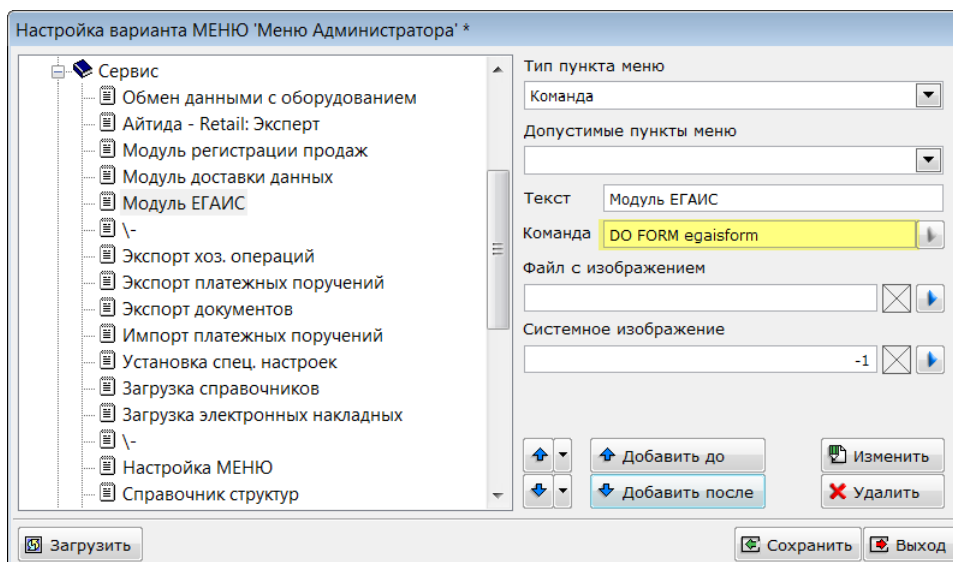 Настройка варианта МЕНЮ 'Меню Администратора' *
Сервис
Обмен данными с оборудованием
Айтида - Retail: Эксперт
Модуль регистрации продаж
Модуль доставки данных
Модуль ЕГАИС
\-
Экспорт хоз. операций
Экспорт платежных поручений
Экспорт документов
Импорт платежных поручений
Установка спец. настроек
Загрузка справочников
Загрузка электронных накладных
\-
Настройка МЕНЮ
Справочник структур
Тип пункта меню
Команда
Допустимые пункты меню
Текст Модуль ЕГАИС
Команда DO FORM egaisform
Файл с изображением
Системное изображение
-1
Добавить до
Изменить
Добавить после
Удалить
Загрузить
Сохранить
Выход